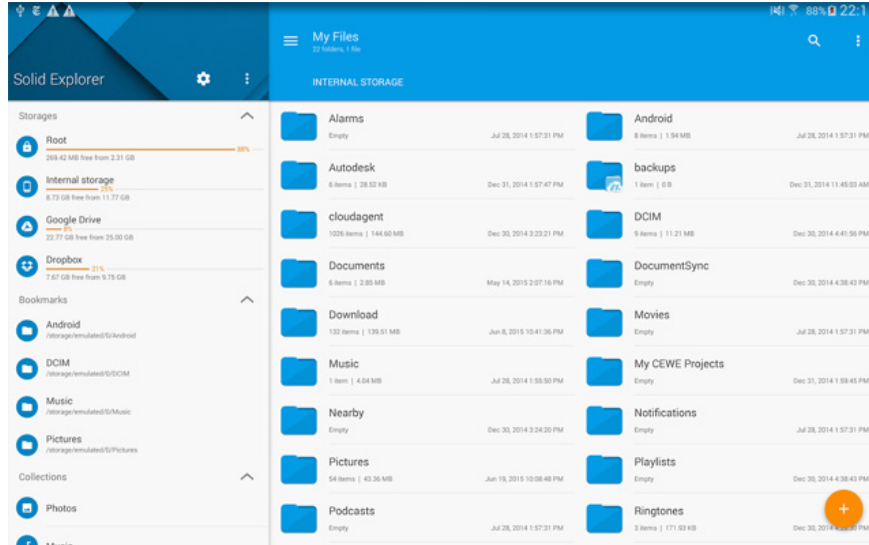 88% 22:1
Solid Explorer
My Files
22 folders, 1 file
INTERNAL STORAGE
Storages
Root
88%
269.42 MB free from 2.31 GB
Internal storage
25%
8.73 GB free from 11.77 GB
Google Drive
8%
22.77 GB free from 25.00 GB
Dropbox
21%
7.67 GB free from 9.75 GB
Bookmarks
Android
/storage/emulated/0/Android
DCIM
/storage/emulated/0/DCIM
Music
/storage/emulated/0/Music
Pictures
/storage/emulated/0/Pictures
Collections
Photos
Music
Alarms
Empty Jul 28, 2014 1:57:31 PM
Android
8 items | 1.94 MB Jul 28, 2014 1:57:31 PM
Autodesk
6 items | 28.52 KB Dec 31, 2014 1:57:47 PM
backups
1 item | 0 B Dec 31, 2014 11:45:03 AM
cloudagent
1026 items | 144.60 MB Dec 30, 2014 3:23:21 PM
DCIM
9 items | 11.21 MB Dec 30, 2014 4:41:56 PM
Documents
6 items | 2.85 MB May 14, 2015 2:07:16 PM
DocumentSync
Empty Dec 30, 2014 4:38:43 PM
Download
132 items | 139.51 MB Jun 8, 2015 10:41:36 PM
Movies
Empty Jul 28, 2014 1:57:31 PM
Music
1 item | 4.04 MB Jul 28, 2014 1:55:50 PM
My CEWE Projects
Empty Dec 31, 2014 1:59:45 PM
Nearby
Empty Dec 30, 2014 3:24:20 PM
Notifications
Empty Jul 28, 2014 1:57:31 PM
Pictures
54 items | 43.36 MB Jun 19, 2015 10:08:48 PM
Playlists
Empty Dec 30, 2014 4:38:43 PM
Podcasts
Empty Jul 28, 2014 1:57:31 PM
Ringtones
3 items | 171.93 KB Dec 30, 2014 PM